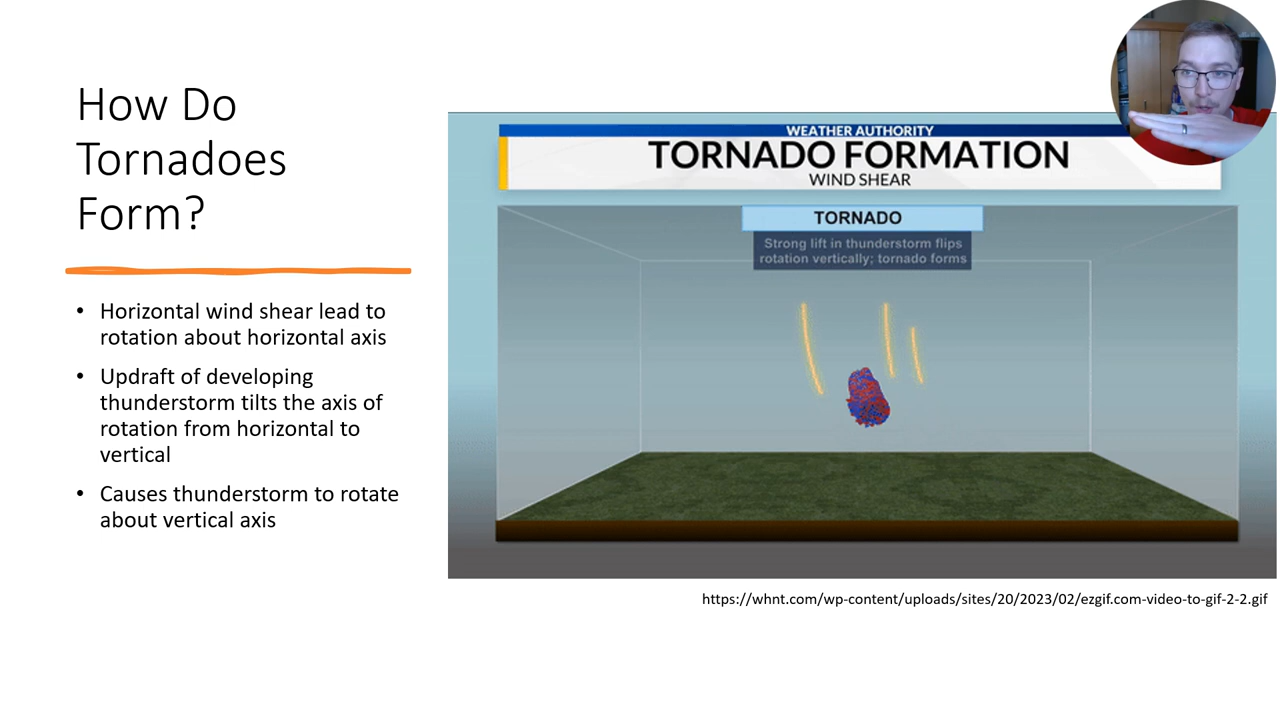 How Do
Tornadoes
Form?
• Horizontal wind shear lead to
rotation about horizontal axis
• Updraft of developing
thunderstorm tilts the axis of
rotation from horizontal to
vertical
• Causes thunderstorm to rotate
about vertical axis
WEATHER AUTHORITY
TORNADO FORMATION
WIND SHEAR
TORNADO
Strong lift in thunderstorm flips
rotation vertically; tornado forms
https://whnt.com/wp-content/uploads/sites/20/2023/02/ezgif.com-video-to-gif-2-2.gif